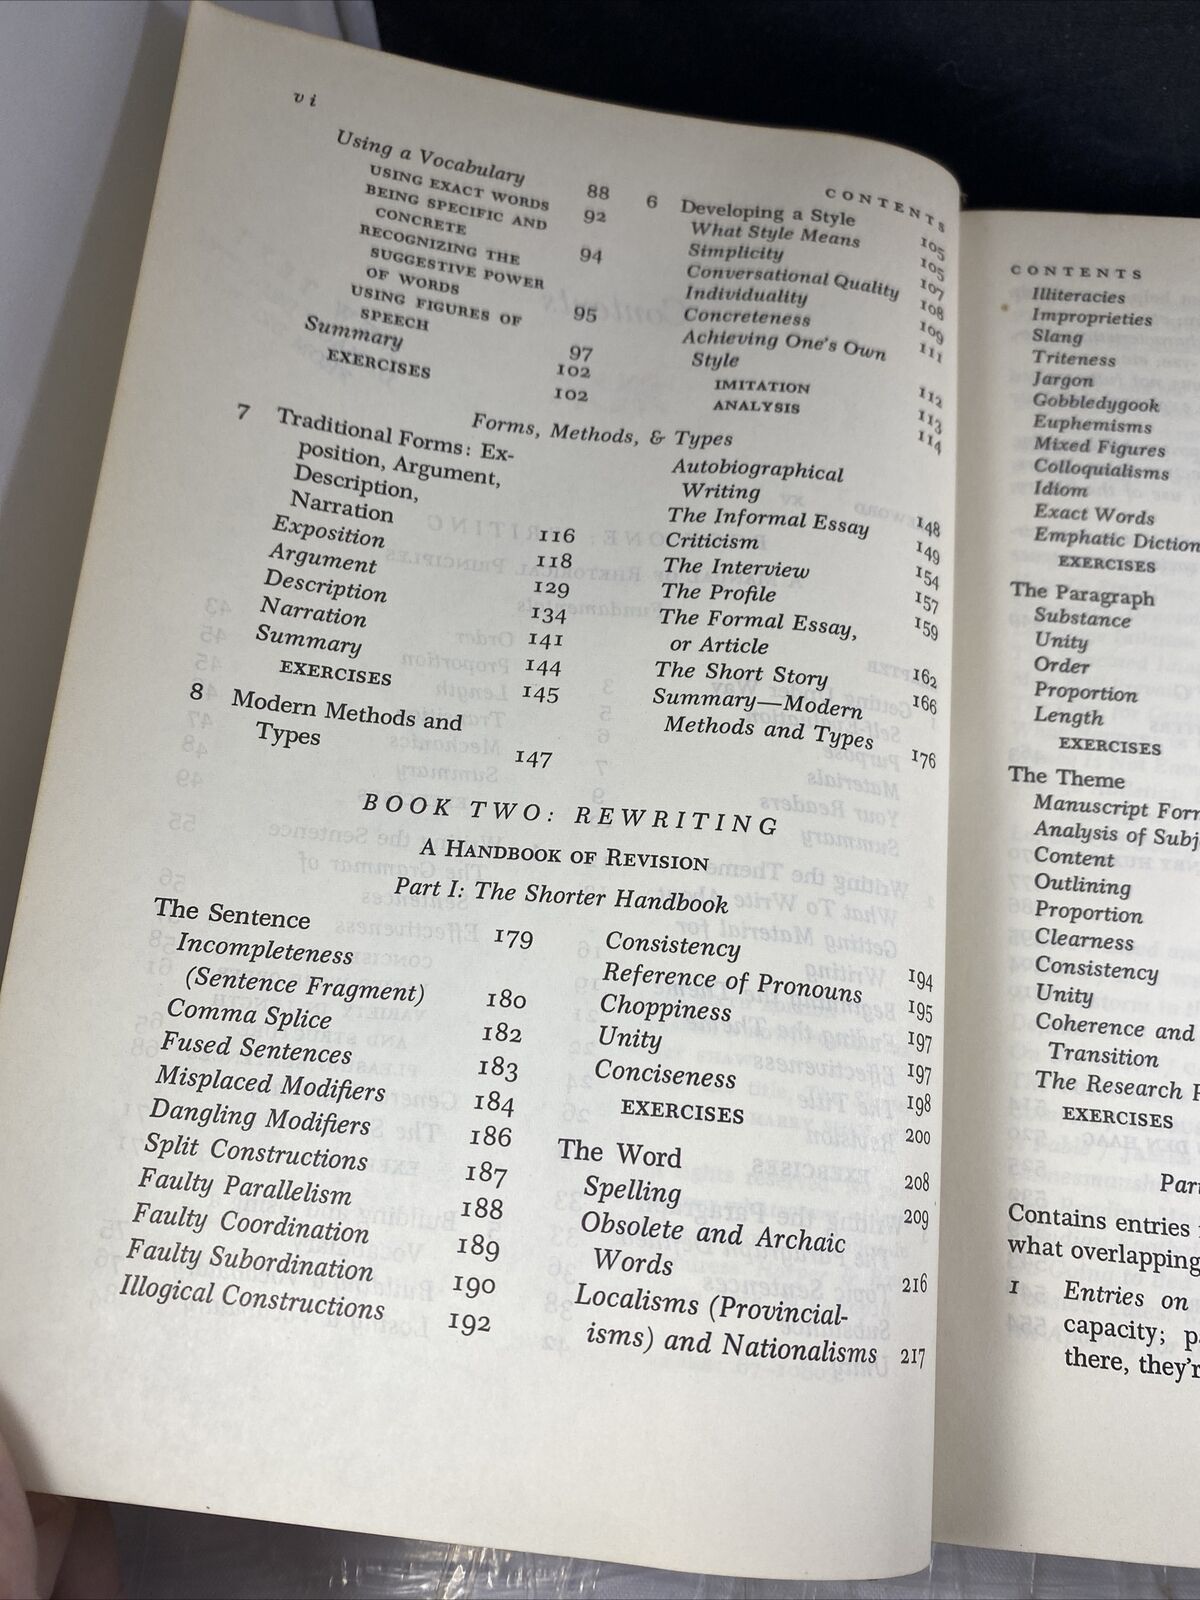 vi
CONTENTS
Using a Vocabulary 88
USING EXACT WORDS 92
BEING SPECIFIC AND
CONCRETE 94
RECOGNIZING THE
SUGGESTIVE POWER
OF WORDS 95
USING FIGURES OF
SPEECH 97
Summary 102
EXERCISES 102
6 Developing a Style 105
What Style Means 105
Simplicity 107
Conversational Quality 108
Individuality 109
Concreteness 111
Achieving One's Own
Style 112
IMITATION 113
ANALYSIS 114
Forms, Methods, & Types
7 Traditional Forms: Ex-
position, Argument,
Description,
Narration 116
Exposition 118
Argument 129
Description 134
Narration 141
Summary 144
EXERCISES 145
8 Modern Methods and
Types 147
Autobiographical
Writing 148
The Informal Essay 149
Criticism 154
The Interview 157
The Profile 159
The Formal Essay,
or Article 162
The Short Story 166
Summary—Modern
Methods and Types 176
BOOK TWO: REWRITING
A HANDBOOK OF REVISION
Part I: The Shorter Handbook
The Sentence 179
Incompleteness
(Sentence Fragment) 180
Comma Splice 182
Fused Sentences 183
Misplaced Modifiers 184
Dangling Modifiers 186
Split Constructions 187
Faulty Parallelism 188
Faulty Coordination 189
Faulty Subordination 190
Illogical Constructions 192
Consistency 194
Reference of Pronouns 195
Choppiness 197
Unity 197
Conciseness 198
EXERCISES 200
The Word 208
Spelling 209
Obsolete and Archaic
Words 216
Localisms (Provincial-
isms) and Nationalisms 217
CONTENTS
Illiteracies
Improprieties
Slang
Triteness
Jargon
Gobbledygook
Euphemisms
Mixed Figures
Colloquialisms
Idiom
Exact Words
Emphatic Diction
EXERCISES
The Paragraph
Substance
Unity
Order
Proportion
Length
EXERCISES
The Theme
Manuscript Form
Analysis of Subj
Content
Outlining
Proportion
Clearness
Consistency
Unity
Coherence and
Transition
The Research
EXERCISES
Part
Contains entries
what overlapping
1 Entries on
capacity;
there, they'r